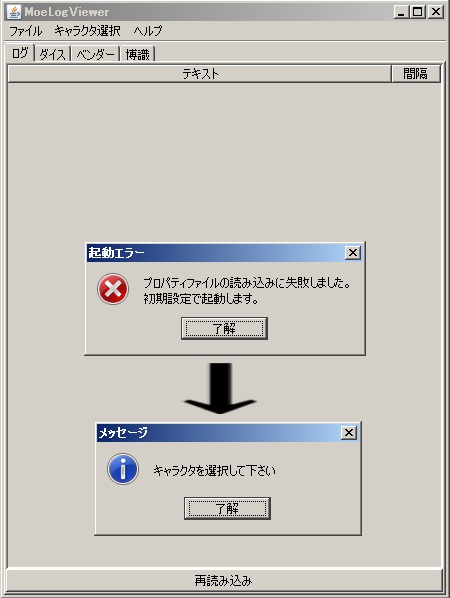 MoeLogViewer
ファイル キャラクタ選択 ヘルプ
ログ ダイス ベンダー 博識
テキスト 間隔
起動エラー
プロパティファイルの読み込みに失敗しました。
初期設定で起動します。
了解
メッセージ
キャラクタを選択して下さい
了解
再読み込み